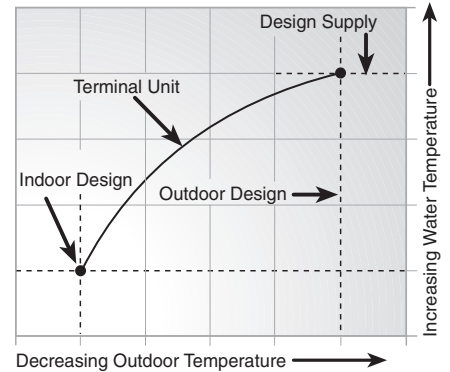 Design Supply
Terminal Unit
Indoor Design
Outdoor Design
Increasing Water Temperature
Decreasing Outdoor Temperature